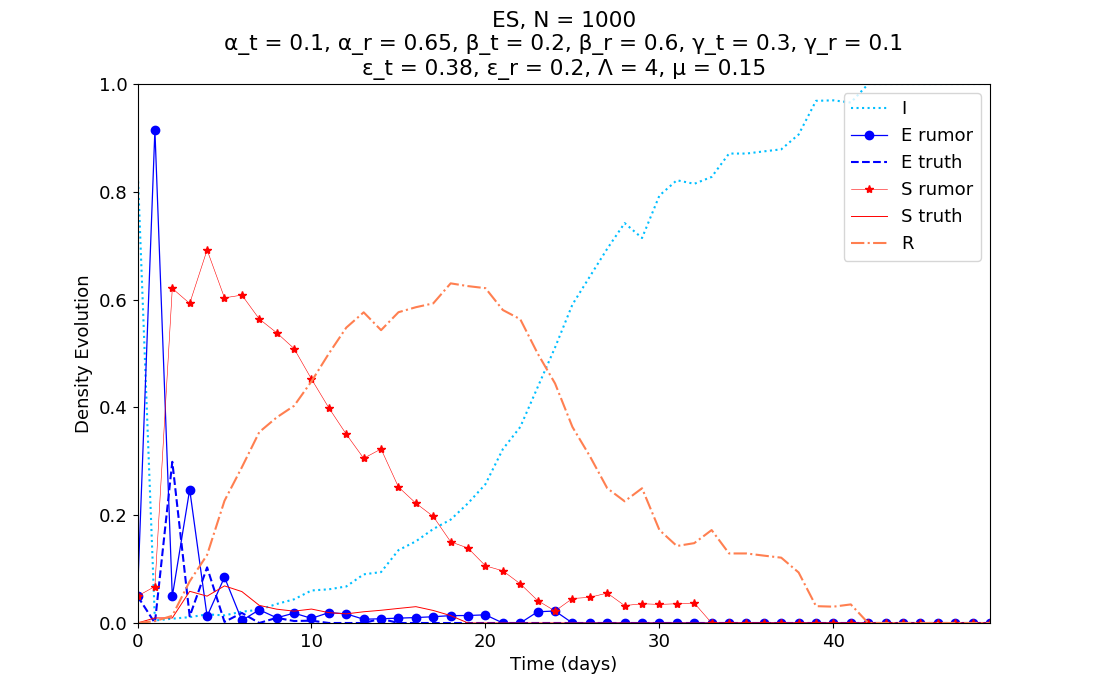 ES, N = 1000
α_t = 0.1, α_r = 0.65, β_t = 0.2, β_r = 0.6, γ_t = 0.3, γ_r = 0.1
ε_t = 0.38, ε_r = 0.2, Λ = 4, μ = 0.15
1.0
0.8
0.6
0.4
0.2
0.0
Density Evolution
I
E rumor
E truth
S rumor
S truth
R
0 10 20 30 40
Time (days)